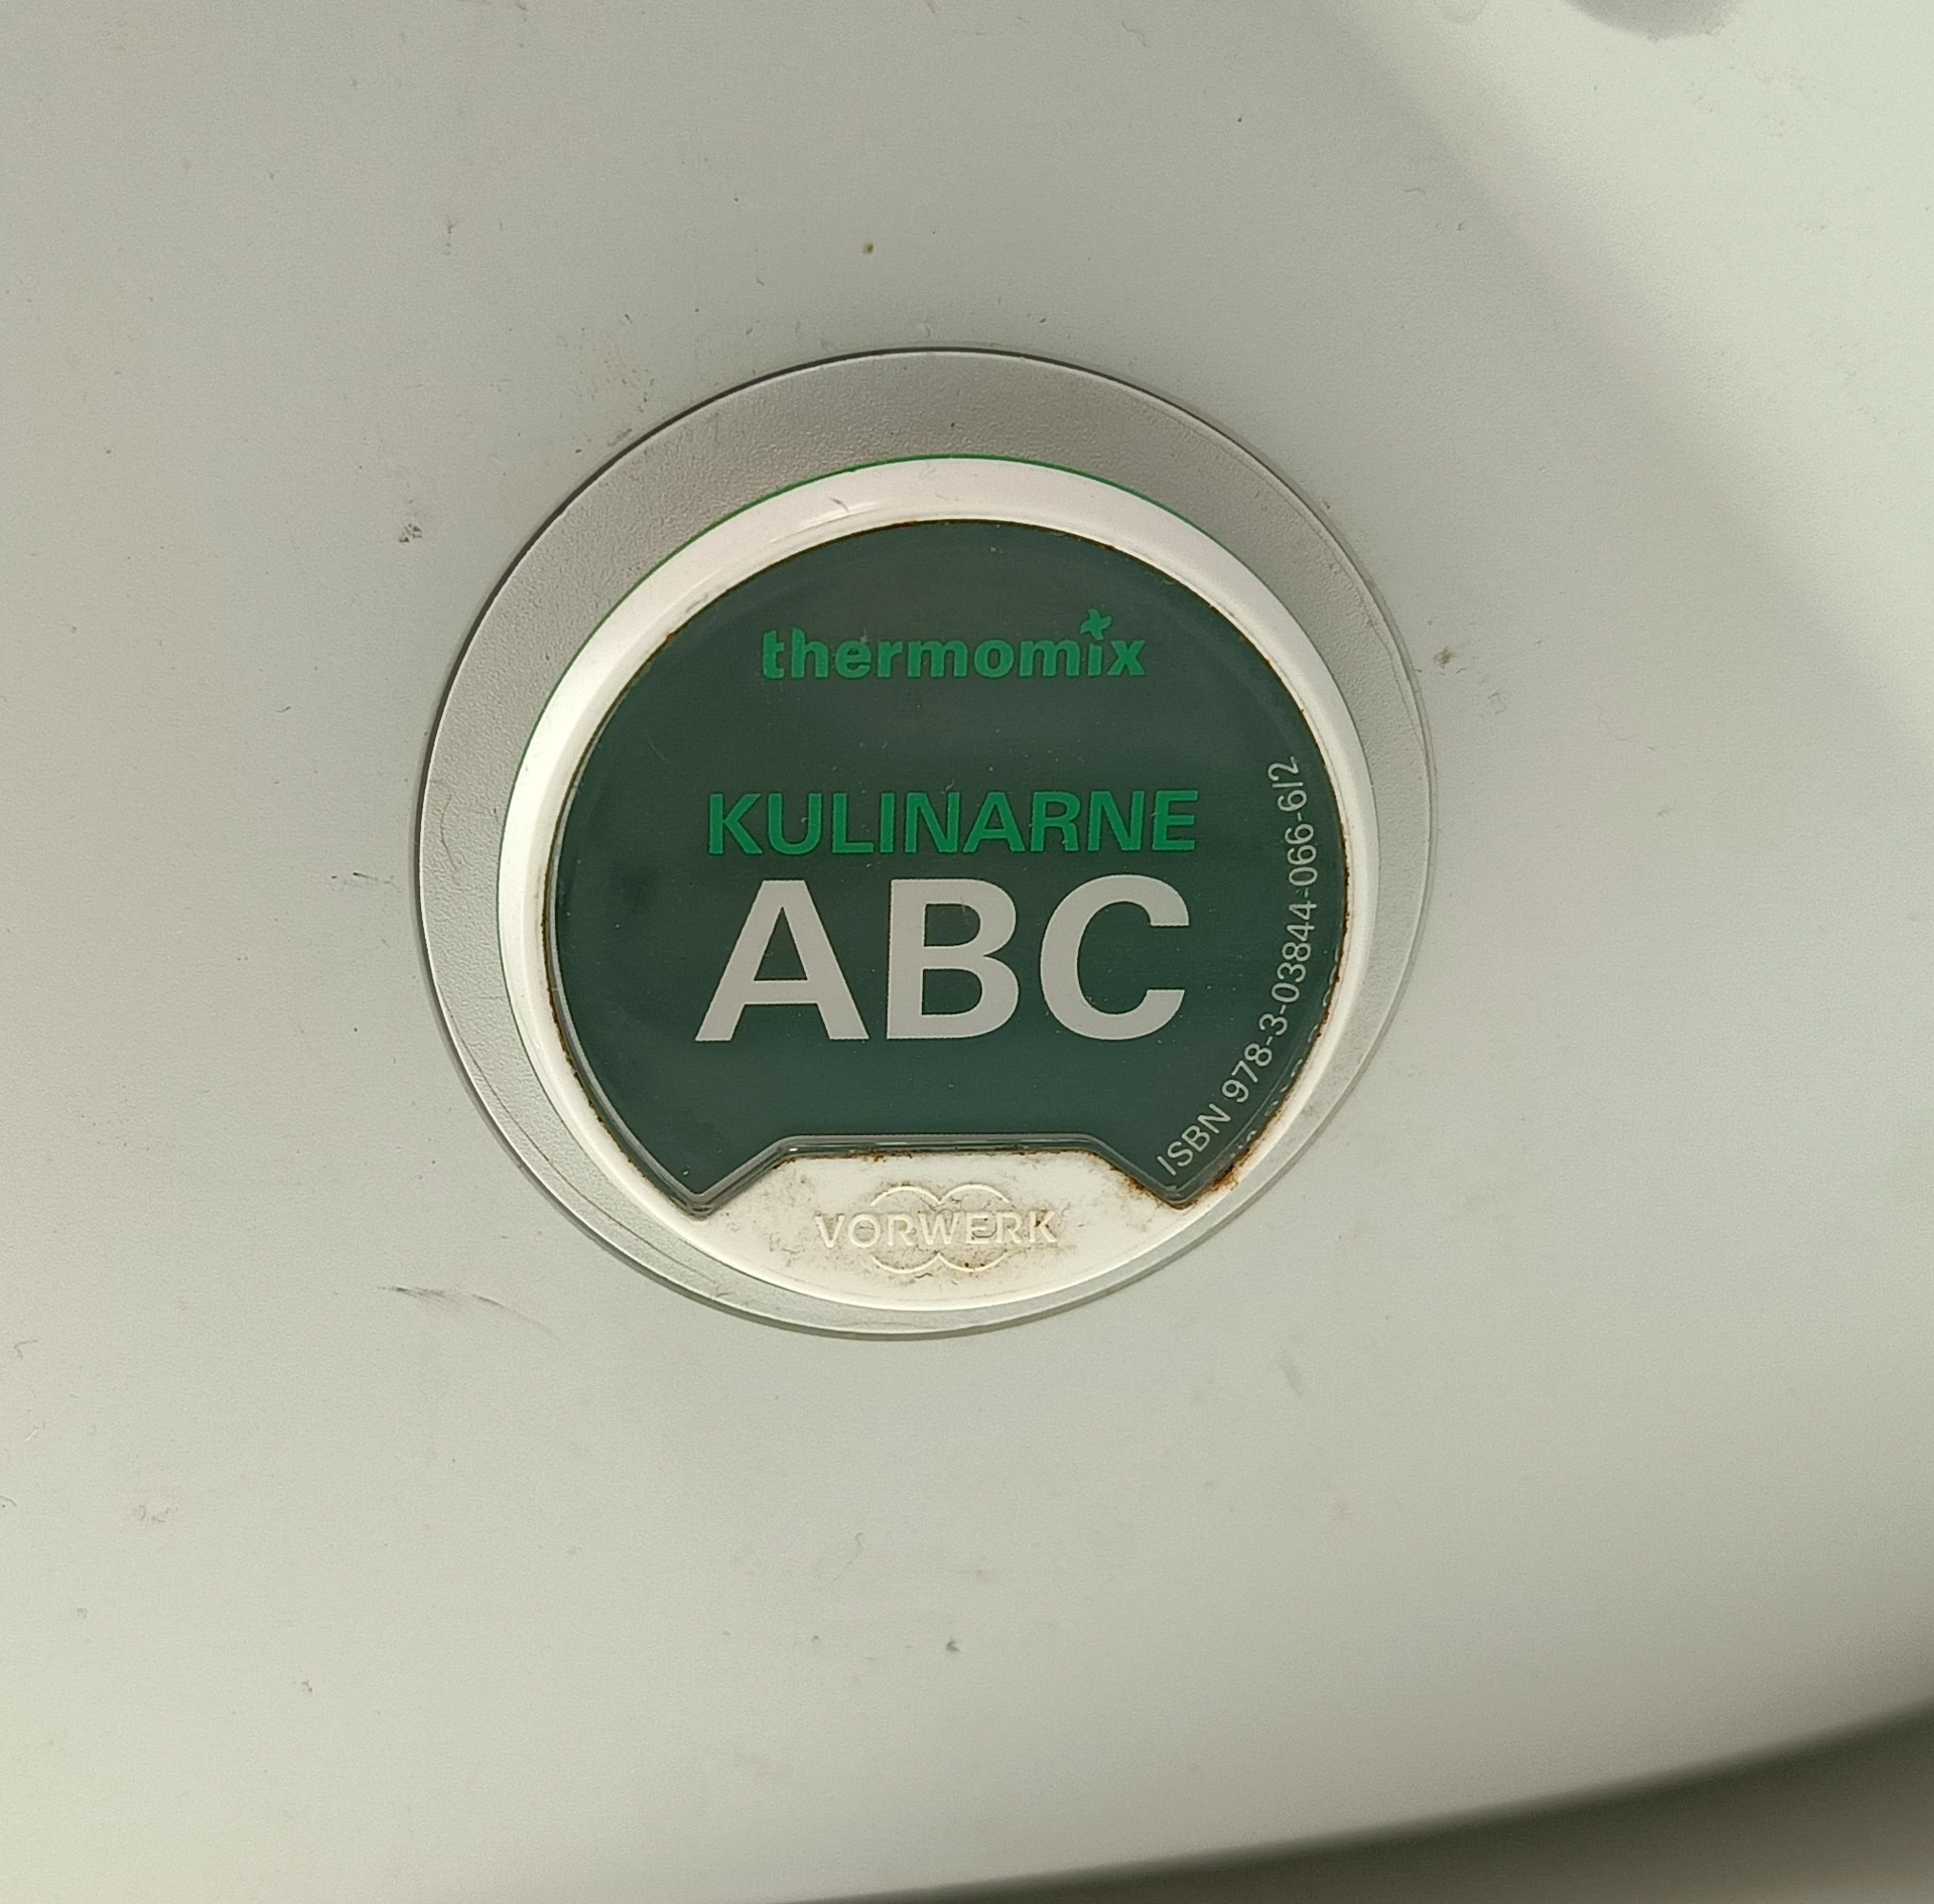 thermomix
KULINARNE
ABC
ISBN 978-3-03844-066-6/2
VORWERK